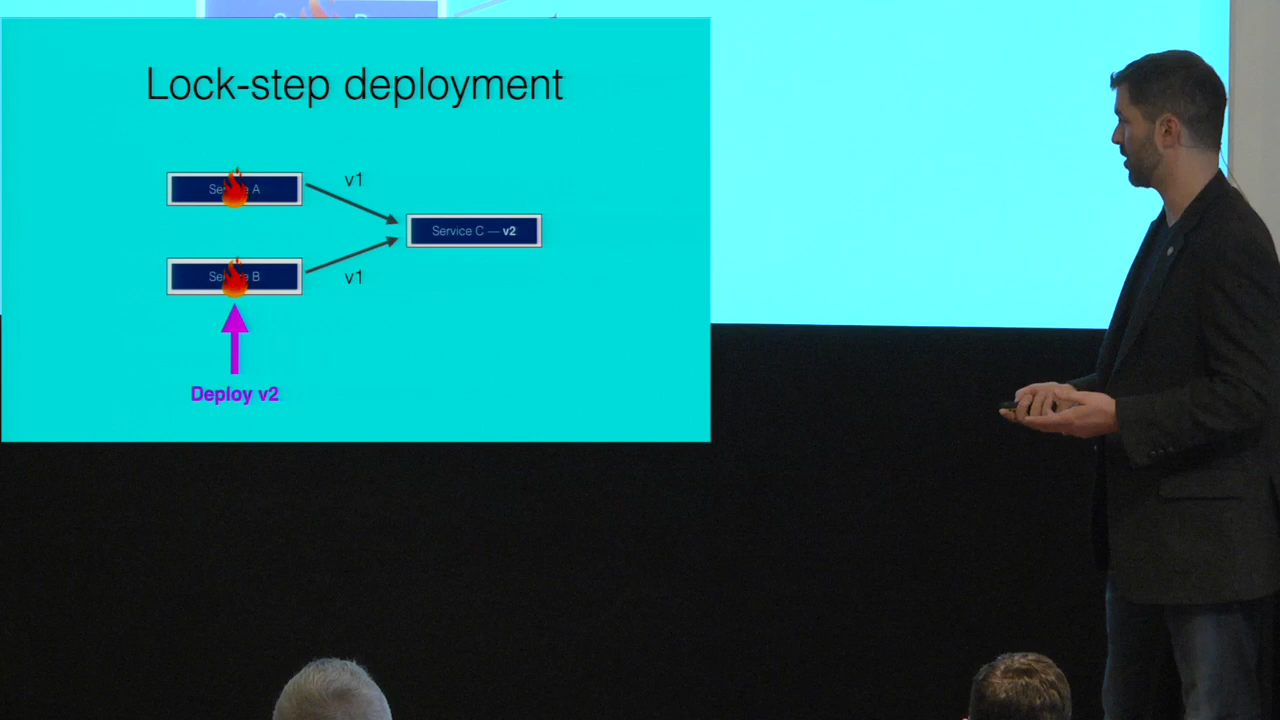 Lock-step deployment
v1
Service C — v2
v1
Deploy v2
A
B